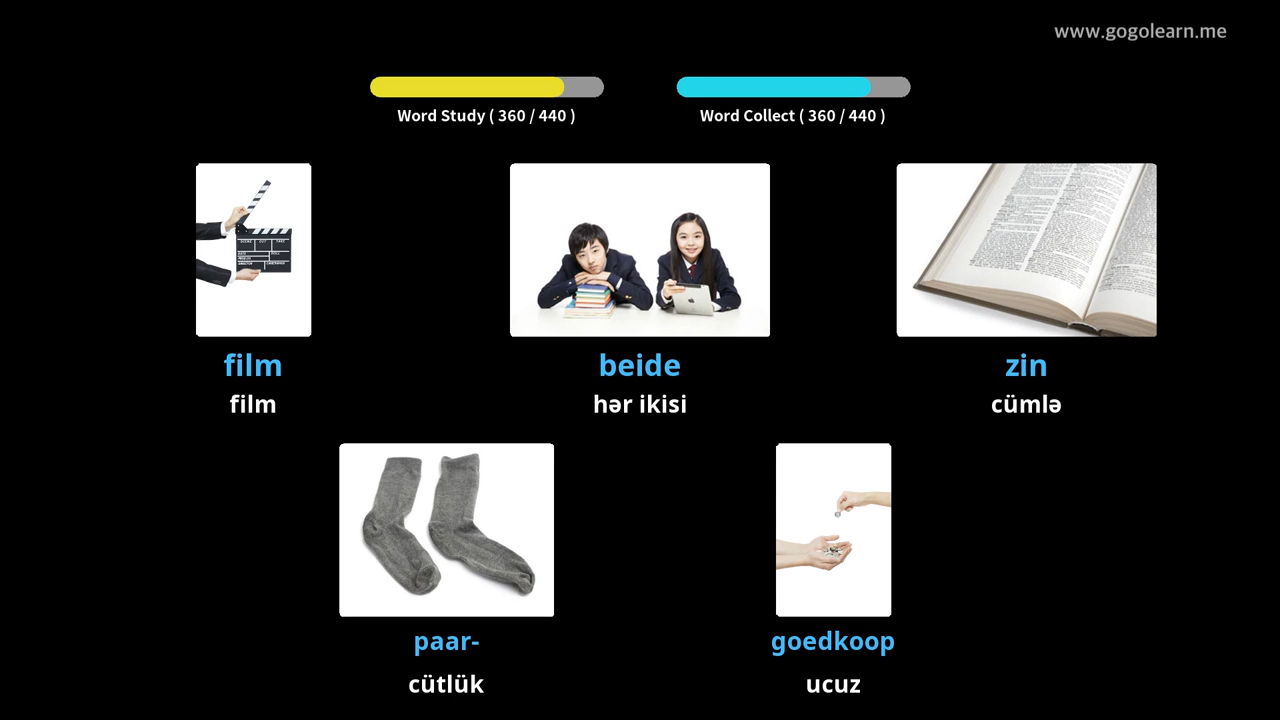 www.gogolearn.me
Word Study ( 360 / 440 )
Word Collect ( 360 / 440 )
film
film
beide
hər ikisi
zin
cümlə
paar-
cütlük
goedkoop
ucuz